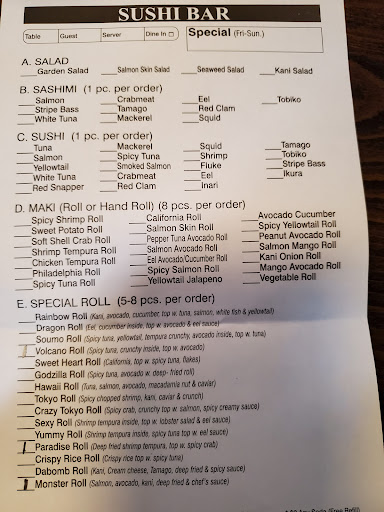 SUSHI BAR
Table Guest Server Dine In Special (Fri-Sun.)
A. SALAD
Garden Salad Salmon Skin Salad Seaweed Salad Kani Salad
B. SASHIMI (1 pc. per order)
Salmon Crabmeat Eel Tobiko
Stripe Bass Tamago Red Clam
White Tuna Mackerel Squid
C. SUSHI (1 pc. per order)
Tuna Mackerel Squid Tamago
Salmon Spicy Tuna Shrimp Tobiko
Yellowtail Smoked Salmon Fluke Stripe Bass
White Tuna Crabmeat Eel Ikura
Red Snapper Red Clam Inari
D. MAKI (Roll or Hand Roll) (8 pcs. per order)
Spicy Shrimp Roll California Roll Avocado Cucumber
Sweet Potato Roll Salmon Skin Roll Spicy Yellowtail Roll
Soft Shell Crab Roll Pepper Tuna Avocado Roll Peanut Avocado Roll
Shrimp Tempura Roll Salmon Avocado Roll Salmon Mango Roll
Chicken Tempura Roll Eel Avocado/Cucumber Roll Kani Onion Roll
Philadelphia Roll Spicy Salmon Roll Mango Avocado Roll
Spicy Tuna Roll Yellowtail Jalapeno Vegetable Roll
E. SPECIAL ROLL (5-8 pcs. per order)
Rainbow Roll (Kani, avocado, cucumber, top w. tuna, salmon, white fish & yellowtail)
Dragon Roll (Eel, cucumber inside, top w. avocado & eel sauce)
Soumo Roll (Spicy tuna, yellowtail, tempura crunchy, avocado inside, top w. tuna)
Volcano Roll (Spicy tuna, crunchy inside, top w. avocado)
Sweet Heart Roll (California, top w. spicy tuna, flakes)
Godzilla Roll (Spicy tuna, avocado w. deep- fried roll)
Hawaii Roll (Tuna, salmon, avocado, macadamia nut & caviar)
Tokyo Roll (Spicy chopped shrimp, kani, caviar & crunch)
Crazy Tokyo Roll (Spicy crab, crunchy top w. salmon, spicy creamy sauce)
Sexy Roll (Shrimp tempura inside, top w. lobster salad & eel sauce)
Yummy Roll (Shrimp tempura inside, spicy tuna top w. eel sauce)
Paradise Roll (Deep fried shrimp tempura, top w. spicy crab)
Crispy Rice Roll (Crispy rice top w. spicy tuna)
Dabomb Roll (Kani, Cream cheese, Tamago, deep fried & spicy sauce)
Monster Roll (Salmon, avocado, kani, deep fried & chef's sauce)
Any Soda (Free Refill)